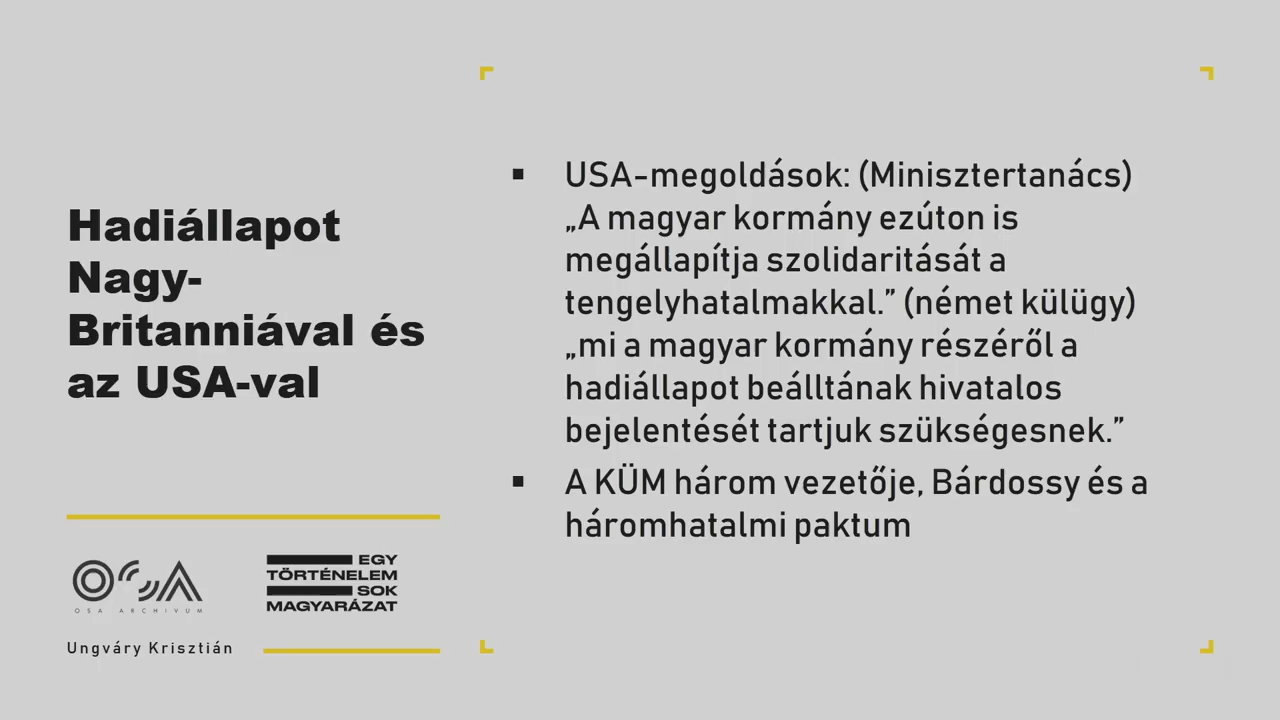 Hadiállapot
Nagy-
Britanniával és
az USA-val
▪ USA-megoldások: (Minisztertanács)
„A magyar kormány ezúton is
megállapítja szolidaritását a
tengelyhatalmakkal.” (német külügy)
„mi a magyar kormány részéről a
hadiállapot beálltának hivatalos
bejelentését tartjuk szükségesnek.”
▪ A KÜM három vezetője, Bárdossy és a
háromhatalmi paktum
OSA
OSA ARCHIVUM
EGY
TÖRTÉNELEM
SOK
MAGYARÁZAT
Ungváry Krisztián